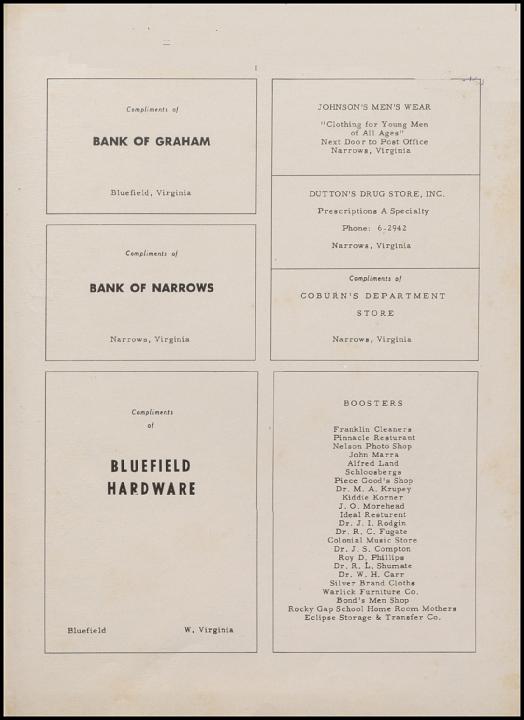 Compliments of
BANK OF GRAHAM
Bluefield, Virginia
Compliments of
BANK OF NARROWS
Narrows, Virginia
Compliments
of
BLUEFIELD
HARDWARE
Bluefield W, Virginia
JOHNSON'S MEN'S WEAR
"Clothing for Young Men
of All Ages"
Next Door to Post Office
Narrows, Virginia
DUTTON'S DRUG STORE, INC.
Prescriptions A Specialty
Phone: 6-2942
Narrows, Virginia
Compliments of
COBURN'S DEPARTMENT
STORE
Narrows, Virginia
BOOSTERS
Franklin Cleaners
Pinnacle Resturant
Nelson Photo Shop
John Marra
Alfred Land
Schloosbergs
Piece Good's Shop
Dr. M. A. Krupey
Kiddie Korner
J. O. Morehead
Ideal Resturent
Dr. J. I. Rodgin
Dr. R. C. Fugate
Colonial Music Store
Dr. J. S. Compton
Roy D. Phillips
Dr. R. L. Shumate
Dr. W. H. Carr
Silver Brand Cloths
Warlick Furniture Co.
Bond's Men Shop
Rocky Gap School Home Room Mothers
Eclipse Storage & Transfer Co.